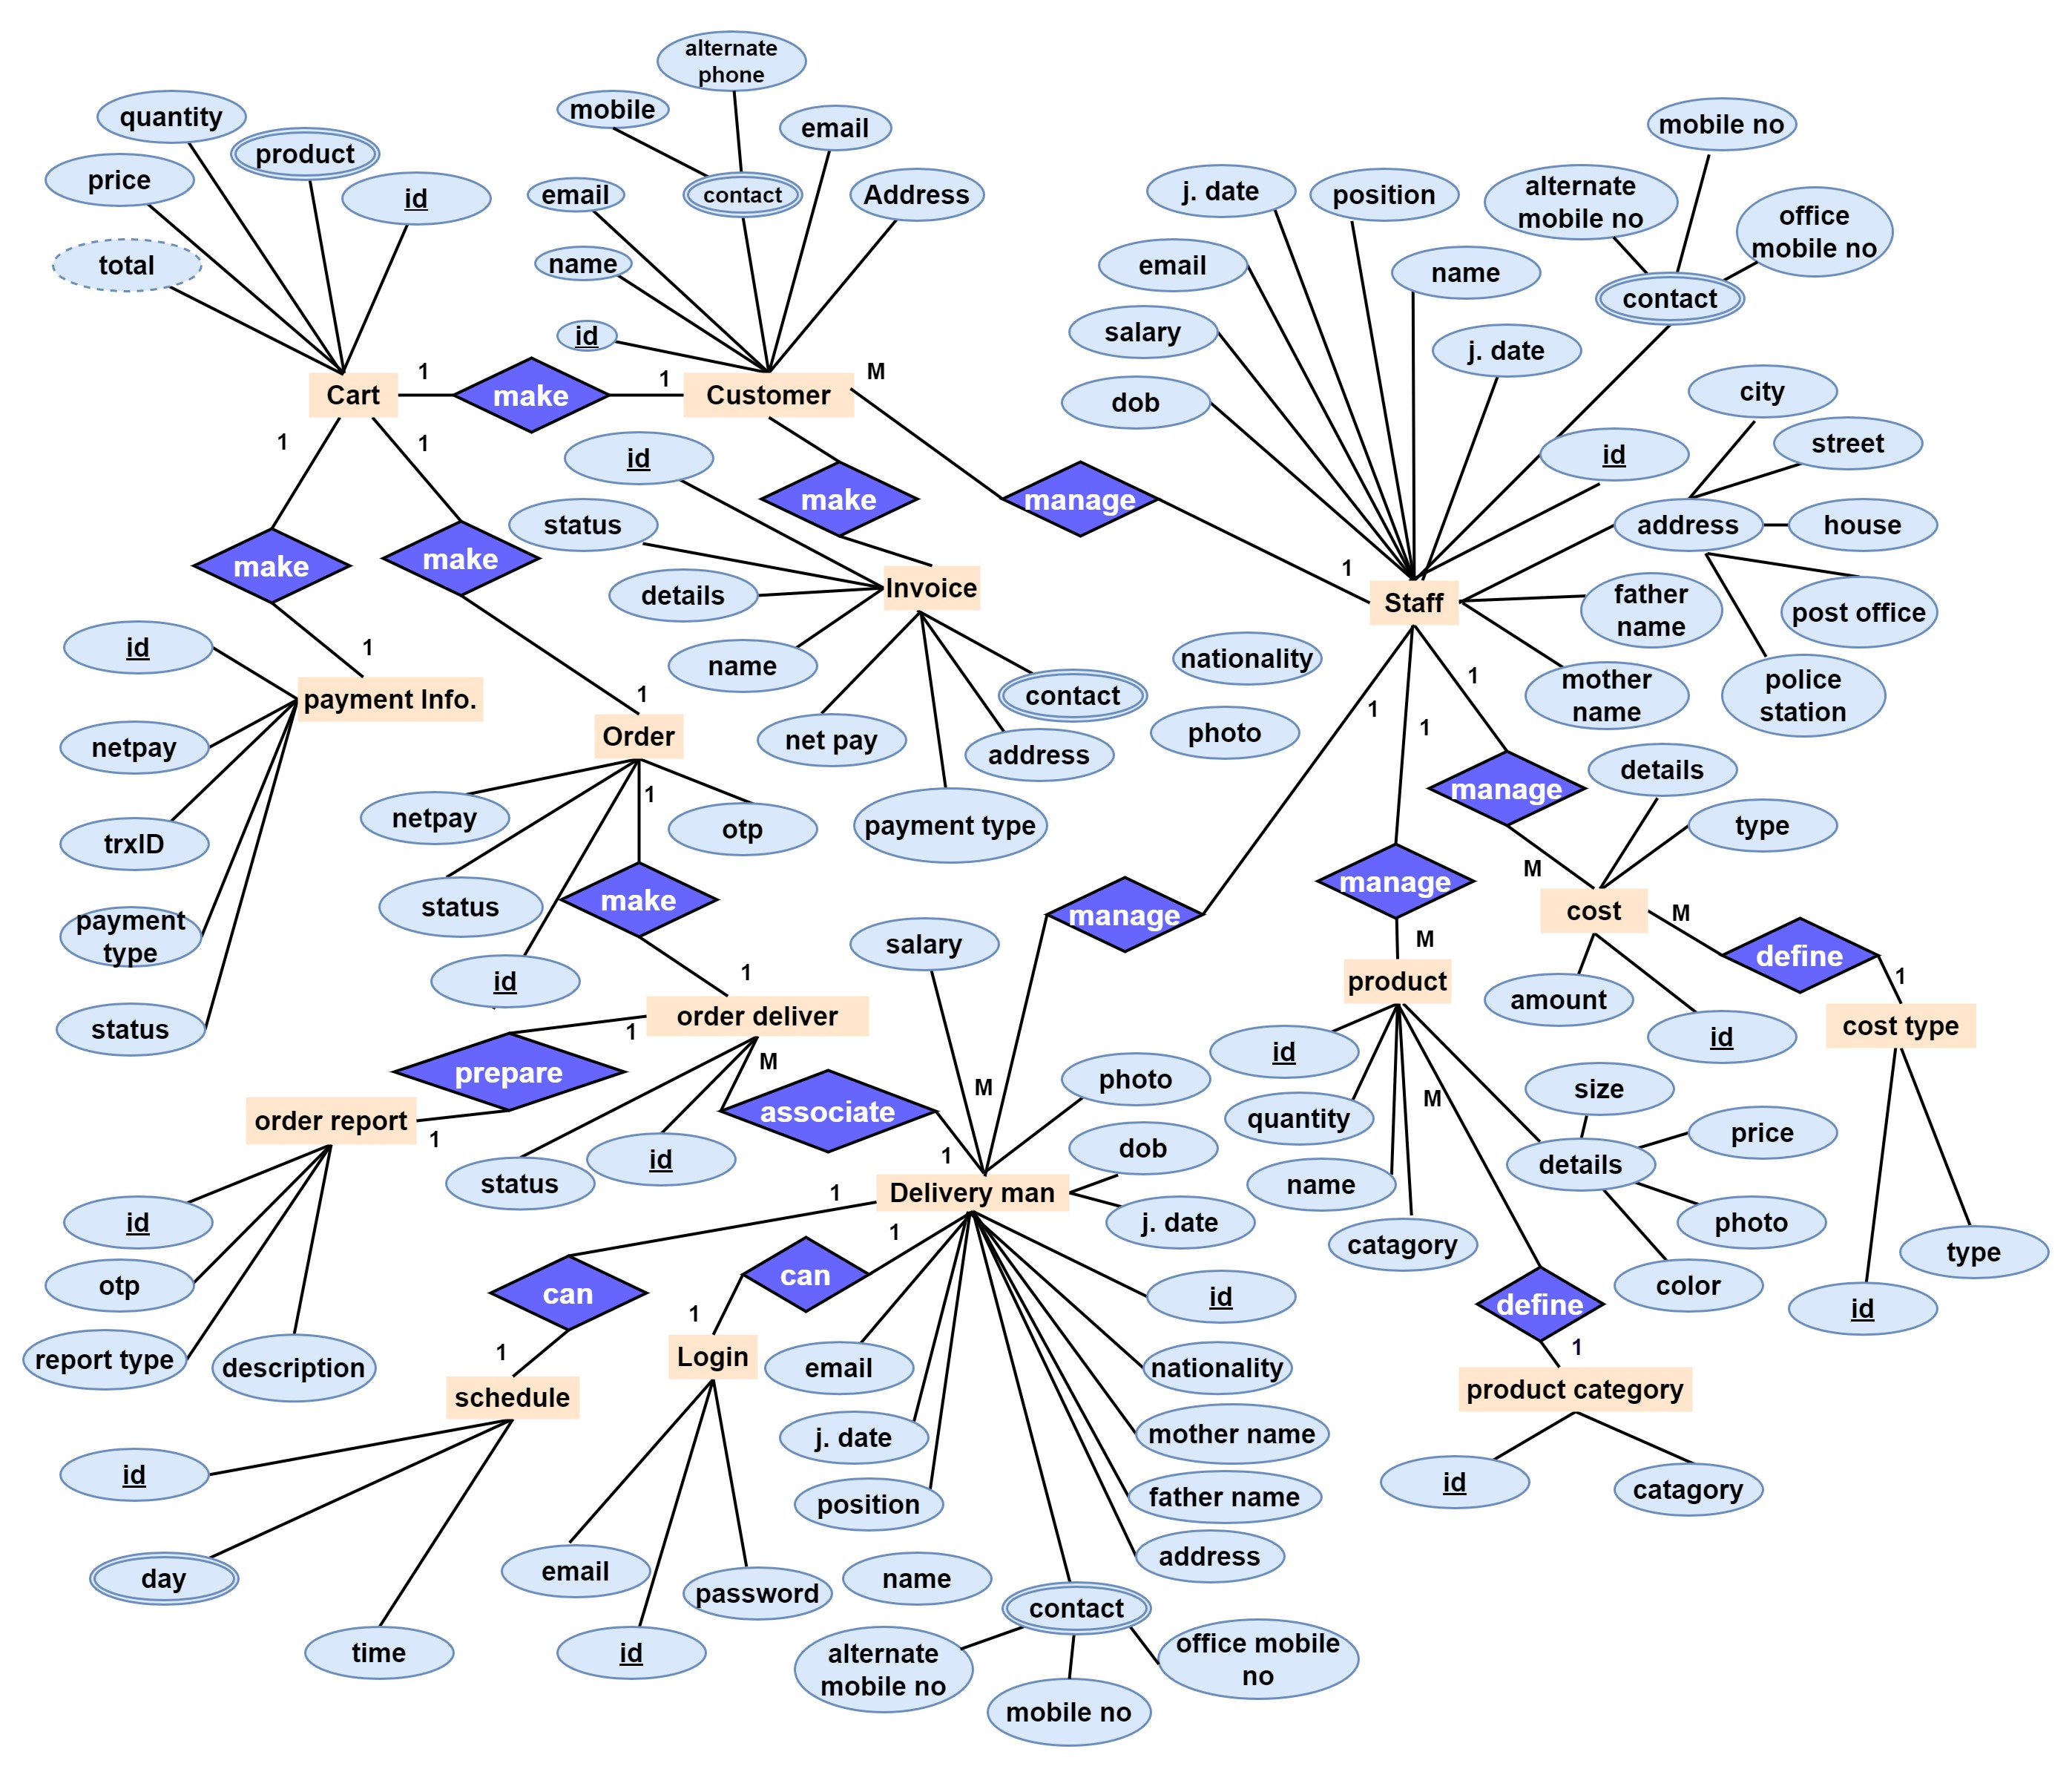 alternate
phone
mobile
email
quantity
product
price
id
total
email
contact
Address
name
id
Cart
1
make
1
Customer
M
j. date
position
alternate
mobile no
mobile no
office
mobile no
email
name
contact
salary
j. date
dob
id
city
street
address
house
father
name
post office
mother
name
police
station
1
1
id
make
manage
status
make
make
details
Invoice
1
Staff
name
nationality
contact
photo
net pay
address
payment type
id
1
payment Info.
netpay
trxID
payment
type
status
1
Order
netpay
1
otp
status
make
id
1
1
1
1
manage
details
type
manage
M
cost
M
define
amount
id
1
cost type
type
id
salary
manage
M
M
product
id
quantity
name
catagory
M
size
price
details
photo
color
define
1
product category
id
catagory
1
order deliver
1
M
prepare
associate
order report
1
status
id
id
otp
report type
description
photo
dob
1
Delivery man
j. date
1
1
can
can
1
1
Login
schedule
id
day
time
email
password
id
email
j. date
position
name
id
nationality
mother name
father name
address
contact
alternate
mobile no
mobile no
office mobile
no